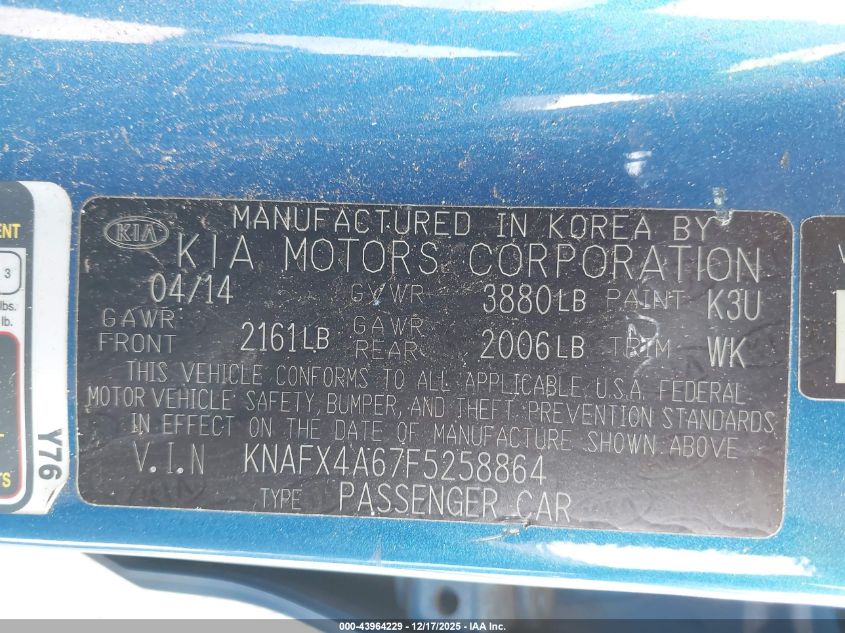 KIA
MANUFACTURED IN KOREA BY
KIA MOTORS CORPORATION
04/14 GVWR 3880LB PAINT K3U
GAWR FRONT 2161LB GAWR REAR 2006LB TRIM WK
THIS VEHICLE CONFORMS TO ALL APPLICABLE U.S.A. FEDERAL
MOTOR VEHICLE SAFETY, BUMPER, AND THEFT PREVENTION STANDARDS
IN EFFECT ON THE DATE OF MANUFACTURE SHOWN ABOVE
V.I.N KNAFX4A67F5258864
TYPE PASSENGER CAR
3
lbs.
lb.
Y76
000-43964229 - 12/17/2025 - IAA Inc.